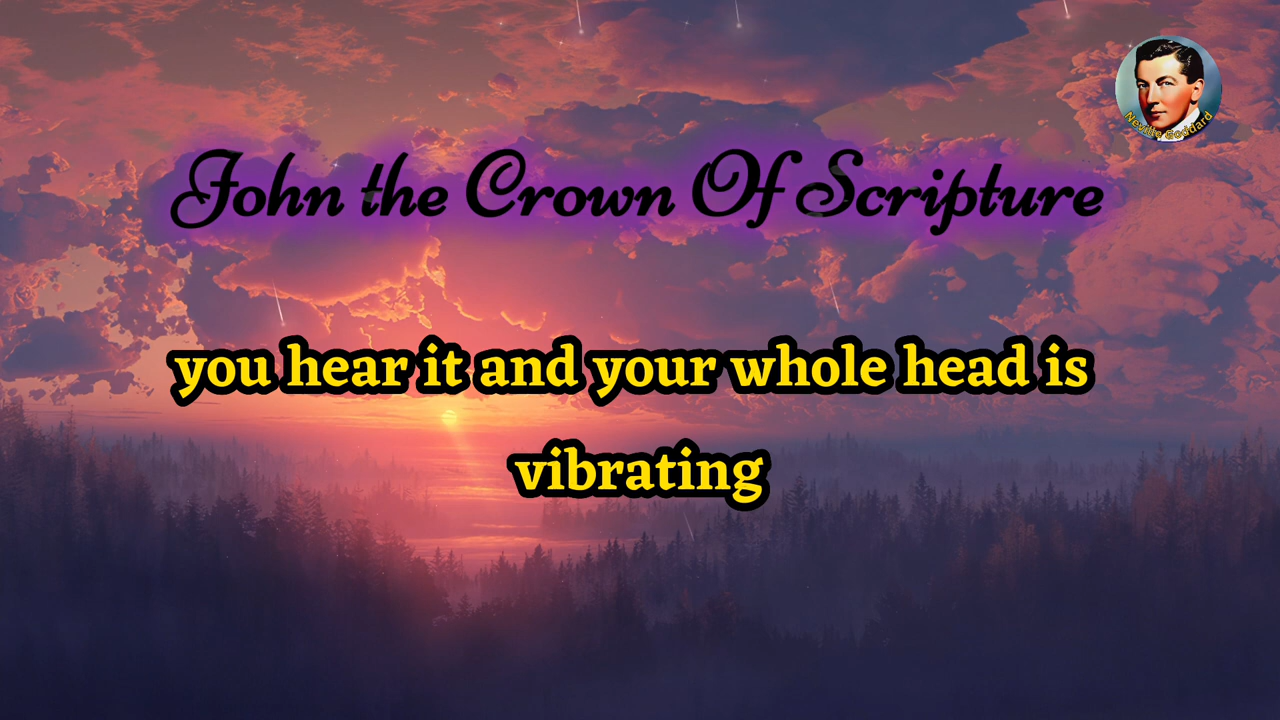 Neville Goddard
John the Crown Of Scripture
you hear it and your whole head is
vibrating